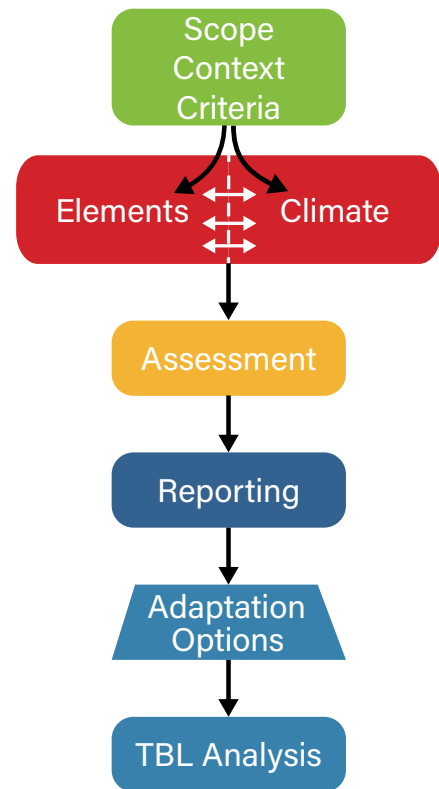 Scope
Context
Criteria
Elements
Climate
Assessment
Reporting
Adaptation
Options
TBL Analysis